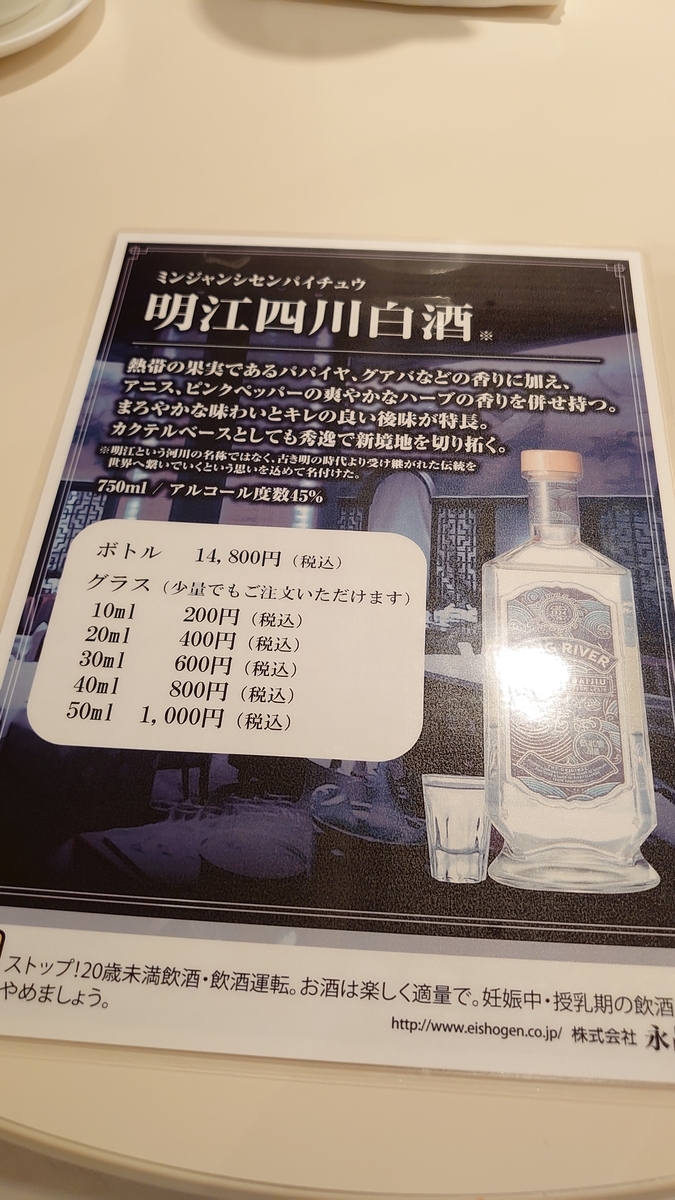 ミンジャンシセンパイチュウ
明江四川白酒※
熱帯の果実であるパパイヤ、グアバなどの香りに加え、
アニス、ピンクペッパーの爽やかなハーブの香りを併せ持つ。
まろやかな味わいとキレの良い後味が特長。
カクテルベースとしても秀逸で新境地を切り拓く。
※明江という河川の名称ではなく、古き明の時代より受け継がれた伝統を
世界へ繋いでいくという思いを込めて名付けた。
750ml / アルコール度数45%
ボトル 14,800円（税込）
グラス（少量でもご注文いただけます）
10ml 200円（税込）
20ml 400円（税込）
30ml 600円（税込）
40ml 800円（税込）
50ml 1,000円（税込）
RIVER
ストップ!20歳未満飲酒・飲酒運転。お酒は楽しく適量で。妊娠中・授乳期の飲酒
やめましょう。
http://www.eishogen.co.jp/ 株式会社 永